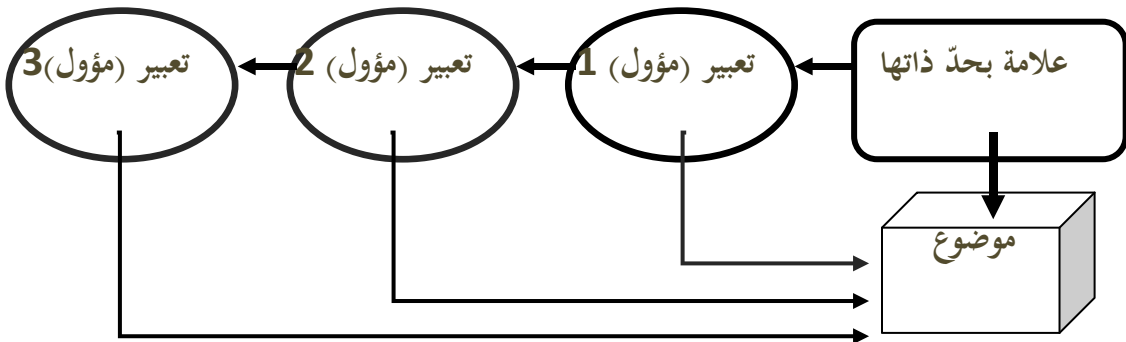 علامة بحدّ ذاتها
تعبير (مؤول) 1
تعبير (مؤول) 2
تعبير (مؤول)3
موضوع